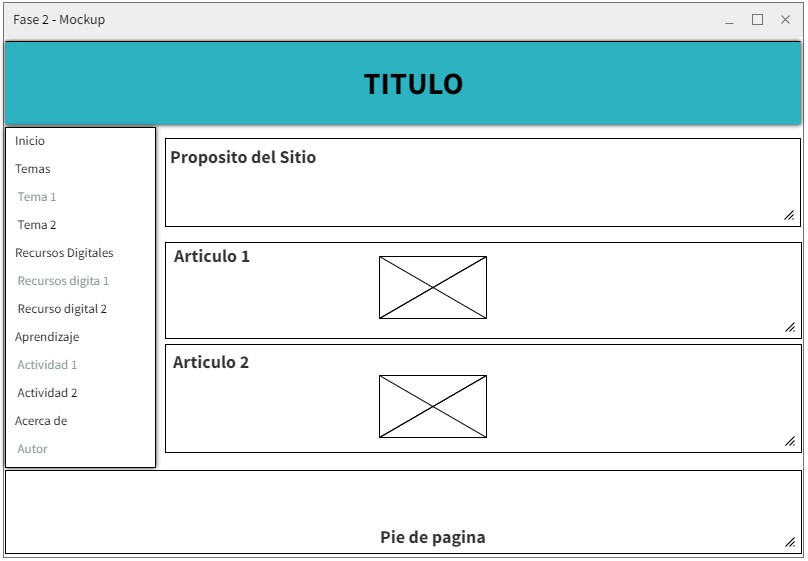 Fase 2 - Mockup
TITULO
Inicio
Temas
Tema 1
Tema 2
Recursos Digitales
Recursos digita 1
Recurso digital 2
Aprendizaje
Actividad 1
Actividad 2
Acerca de
Autor
Proposito del Sitio
Articulo 1
Articulo 2
Pie de pagina